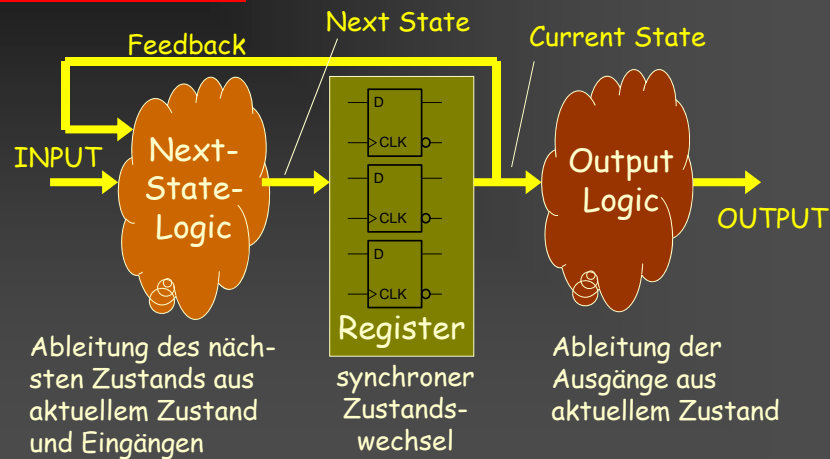 Next State
Feedback
Current State
INPUT
Next-
State-
Logic
D
CLK
D
CLK
D
CLK
Register
Output
Logic
OUTPUT
Ableitung des näch-
sten Zustands aus
aktuellem Zustand
und Eingängen
synchroner
Zustands-
wechsel
Ableitung der
Ausgänge aus
aktuellem Zustand